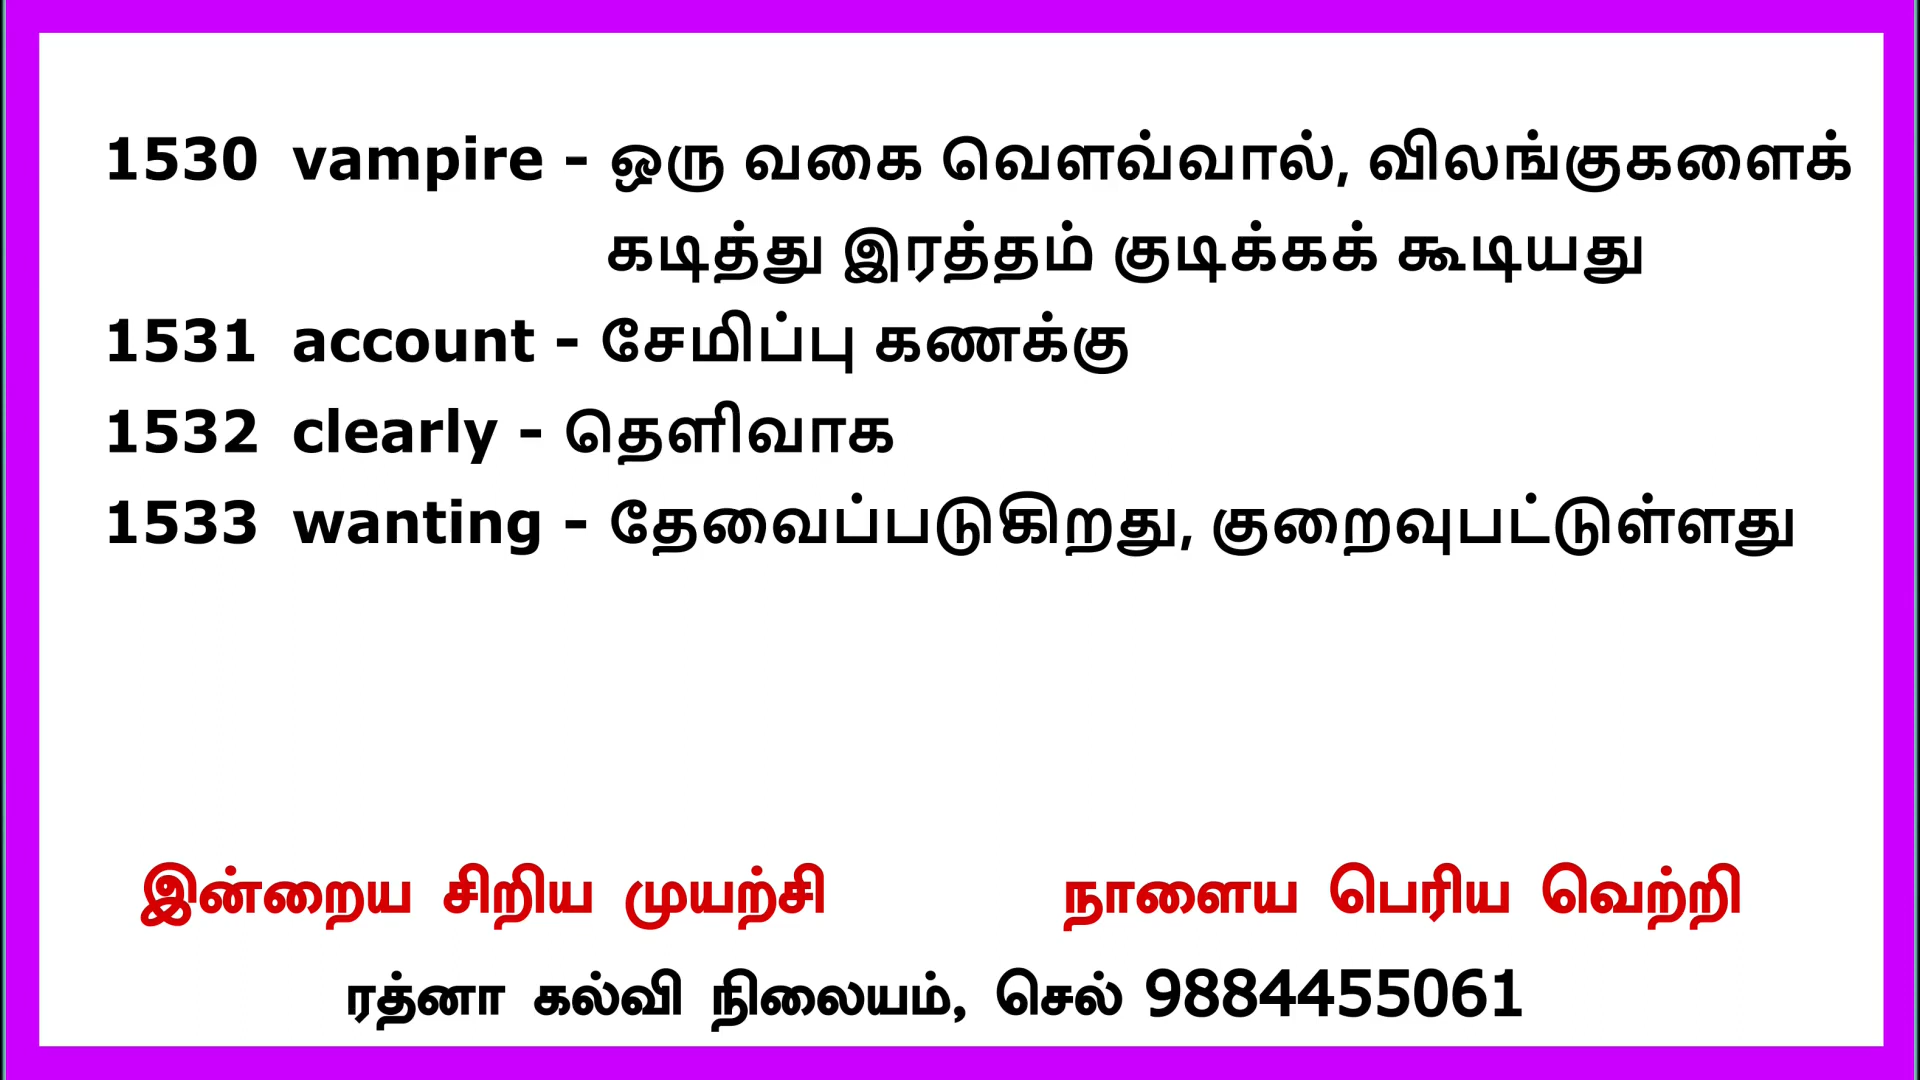 1530 vampire - ஒரு வகை வெளவ்வால், விலங்குகளைக்
கடித்து இரத்தம் குடிக்கக் கூடியது
1531 account - சேமிப்பு கணக்கு
1532 clearly - தெளிவாக
1533 wanting - தேவைப்படுகிறது, குறைவுபட்டுள்ளது
இன்றைய சிறிய முயற்சி நாளைய பெரிய வெற்றி
ரத்னா கல்வி நிலையம், செல் 9884455061